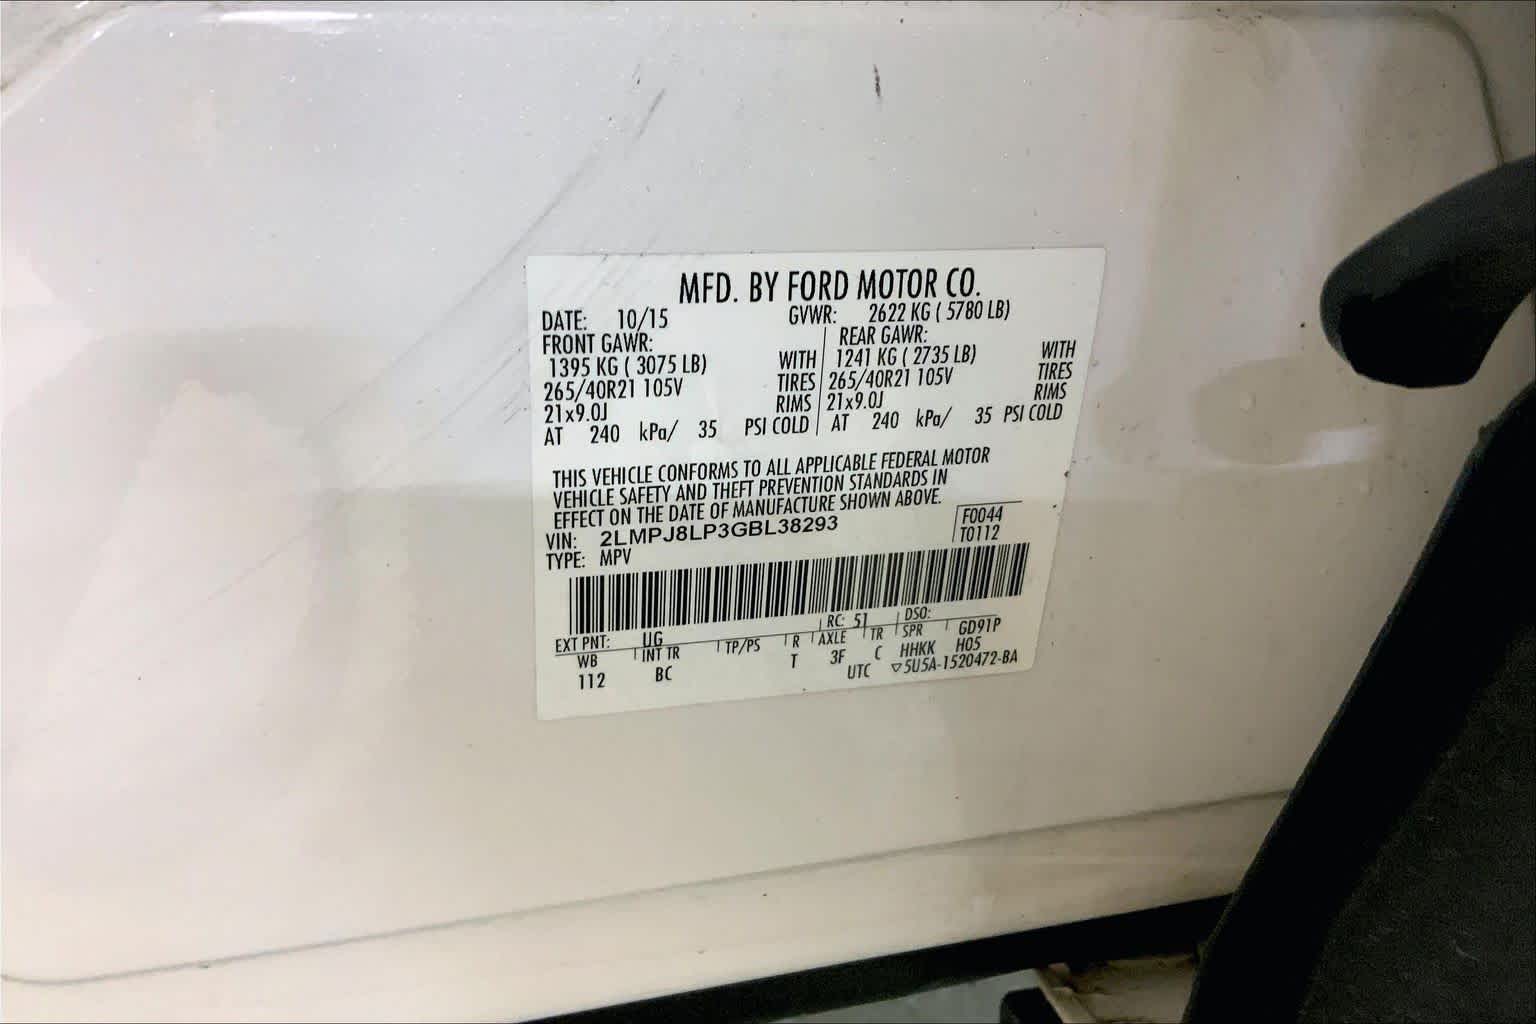 MFD. BY FORD MOTOR CO.
DATE: 10/15 GVWR: 2622 KG ( 5780 LB)
FRONT GAWR: REAR GAWR:
1395 KG ( 3075 LB) WITH 1241 KG ( 2735 LB) WITH
265/40R21 105V TIRES 265/40R21 105V TIRES
21x9.0J RIMS 21x9.0J RIMS
AT 240 kPa/ 35 PSI COLD AT 240 kPa/ 35 PSI COLD
THIS VEHICLE CONFORMS TO ALL APPLICABLE FEDERAL MOTOR
VEHICLE SAFETY AND THEFT PREVENTION STANDARDS IN
EFFECT ON THE DATE OF MANUFACTURE SHOWN ABOVE.
VIN: 2LMPJ8LP3GBL38293 F0044
TYPE: MPV T0112
EXT PNT: UG RC: 51 DSO:
WB INT TR TP/PS R AXLE TR SPR GD91P
112 BC T 3F C HHKK H05
UTC ▽5U5A-1520472-BA